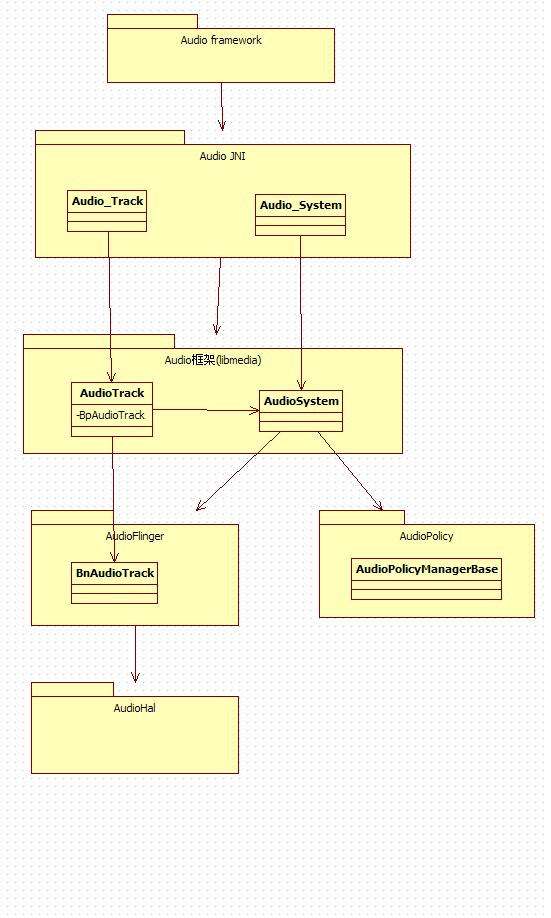 Audio framework
Audio JNI
Audio_Track
Audio_System
Audio框架(libmedia)
AudioTrack
-BpAudioTrack
AudioSystem
AudioFlinger
BnAudioTrack
AudioPolicy
AudioPolicyManagerBase
AudioHal